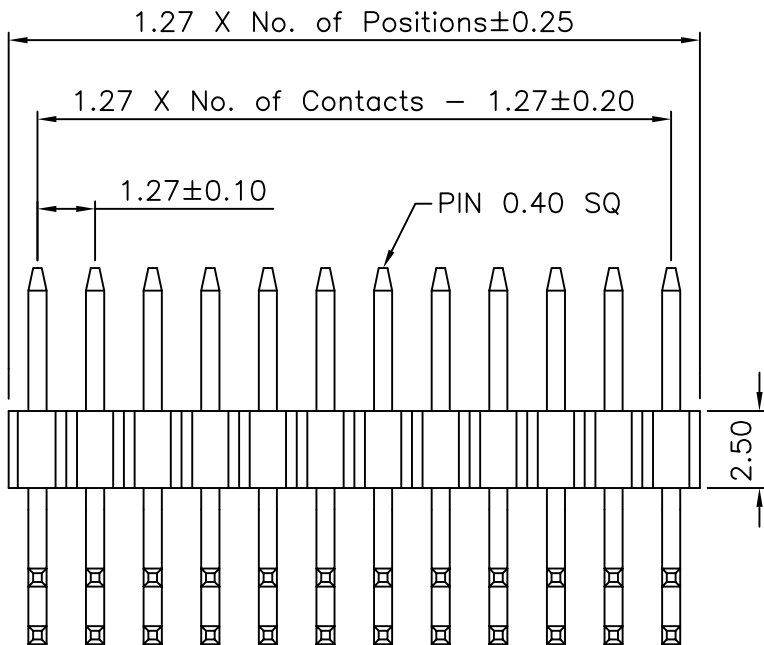 1.27 X No. of Positions±0.25
1.27 X No. of Contacts - 1.27±0.20
1.27±0.10
PIN 0.40 SQ
2.50